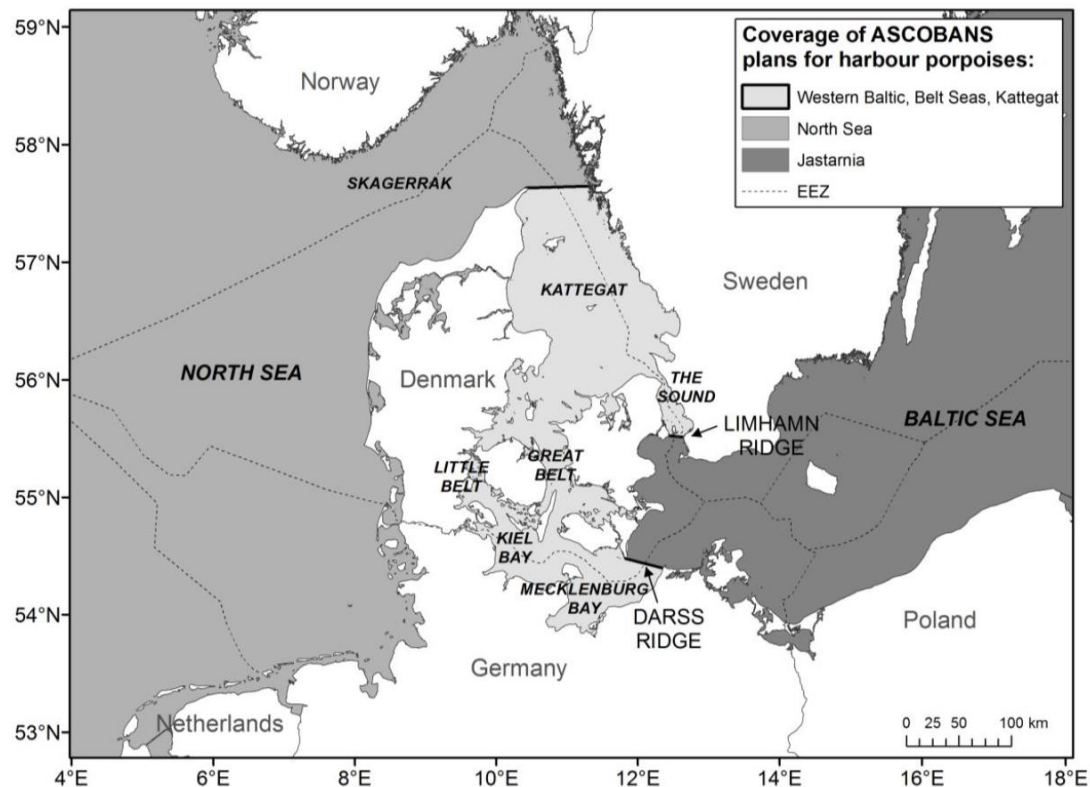 59°N
58°N
57°N
56°N
55°N
54°N
53°N
Norway
SKAGERRAK
KATTEGAT
Sweden
NORTH SEA
Denmark
THE
SOUND
LIMHAMN
RIDGE
BALTIC SEA
LITTLE
BELT
GREAT
BELT
KIEL
BAY
MECKLENBURG
BAY
DARSS
RIDGE
Germany
Poland
Netherlands
Coverage of ASCOBANS
plans for harbour porpoises:
Western Baltic, Belt Seas, Kattegat
North Sea
Jastarnia
EEZ
0 25 50 100 km
4°E 6°E 8°E 10°E 12°E 14°E 16°E 18°E